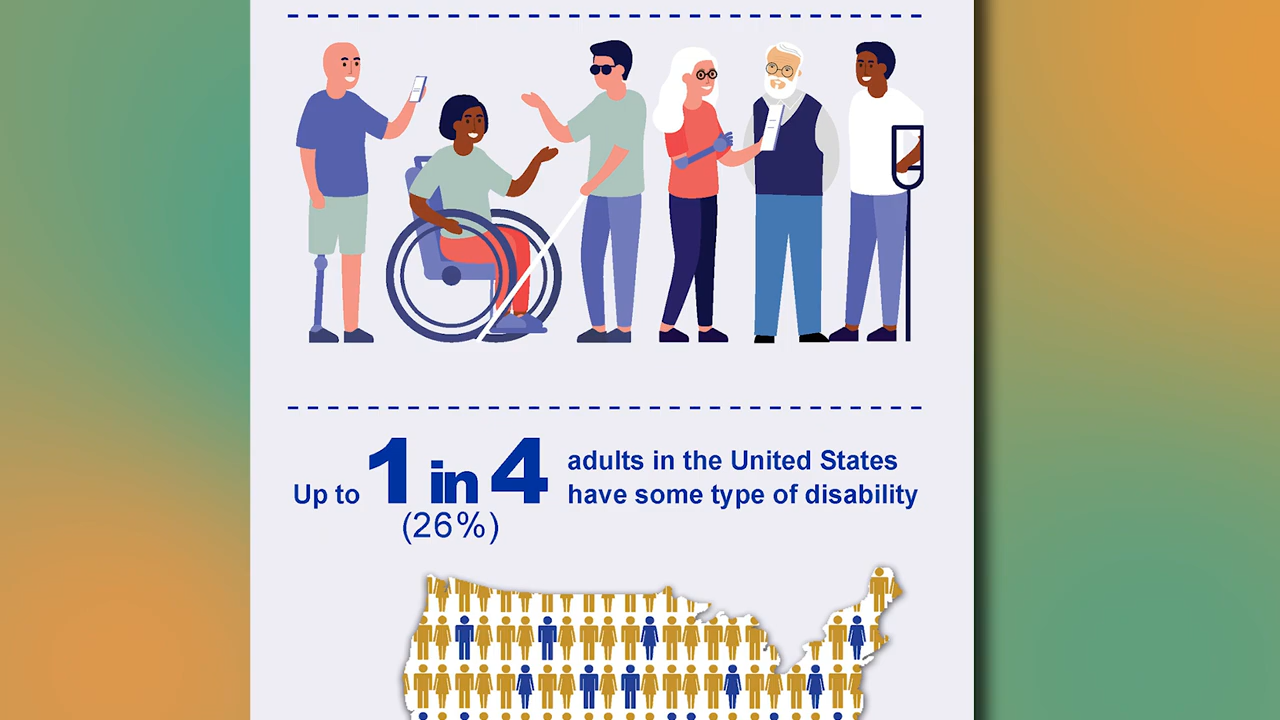 Up to 1 in 4
(26%)
adults in the United States
have some type of disability